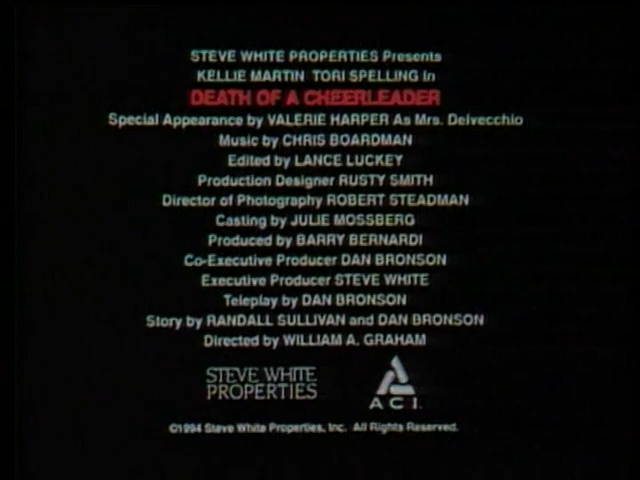 STEVE WHITE PROPERTIES Presents
KELLIE MARTIN TORI SPELLING In
DEATH OF A CHEERLEADER
Special Appearance by VALERIE HARPER As Mrs. Delvecchio
Music by CHRIS BOARDMAN
Edited by LANCE LUCKEY
Production Designer RUSTY SMITH
Director of Photography ROBERT STEADMAN
Casting by JULIE MOSSBERG
Produced by BARRY BERNARDI
Co-Executive Producer DAN BRONSON
Executive Producer STEVE WHITE
Teleplay by DAN BRONSON
Story by RANDALL SULLIVAN and DAN BRONSON
Directed by WILLIAM A. GRAHAM
STEVE WHITE
PROPERTIES
ACI.
©1994 Steve White Properties, Inc. All Rights Reserved.